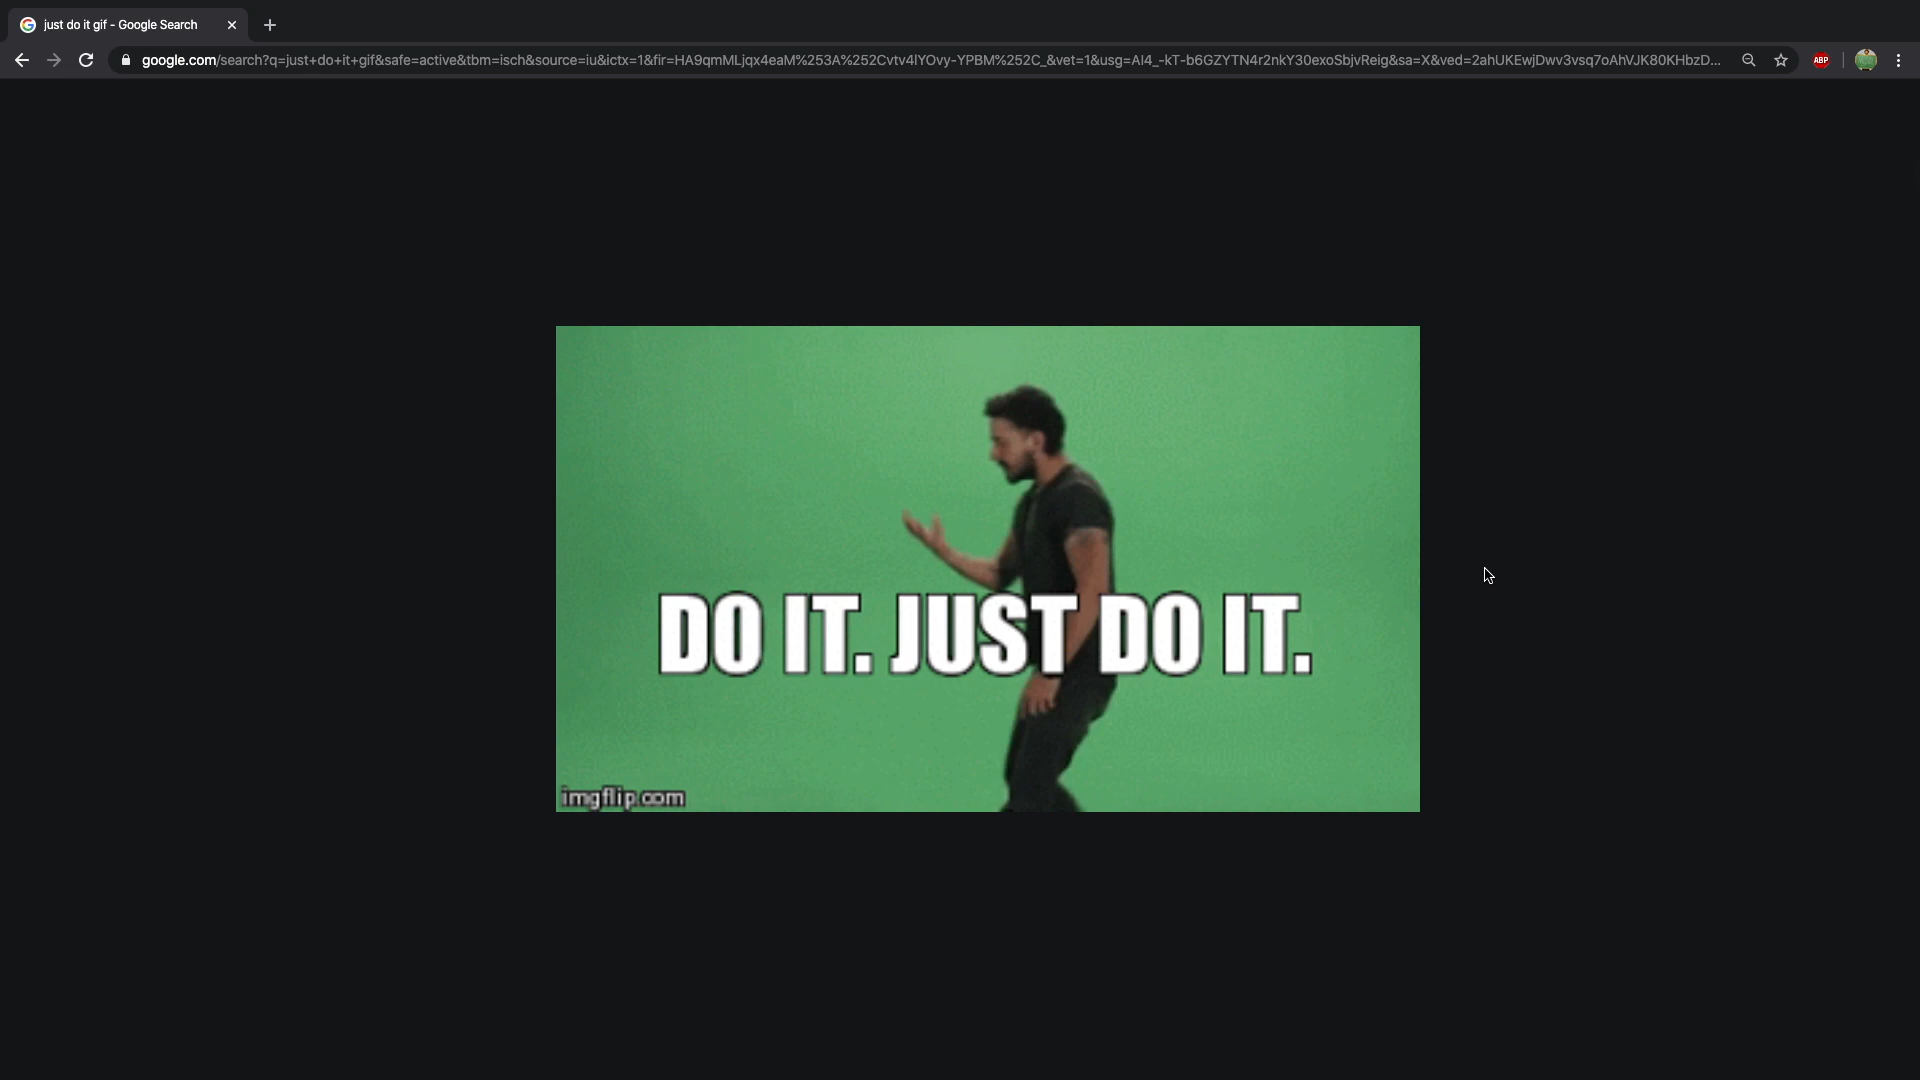 just do it gif - Google Search
google.com/search?q=just+do+it+gif&safe=active&tbm=isch&source=iu&ictx=1&fir=HA9qmMLjqx4eaM%253A%252Cvtv4lYOvy-YPBM%252C_&vet=1&usg=AI4_-kT-b6GZYTN4r2nkY30exoSbjvReig&sa=X&ved=2ahUKEwjDwv3vsq7oAhVJK80KHbzD...
ABP
DO IT. JUST DO IT.
imgflip.com